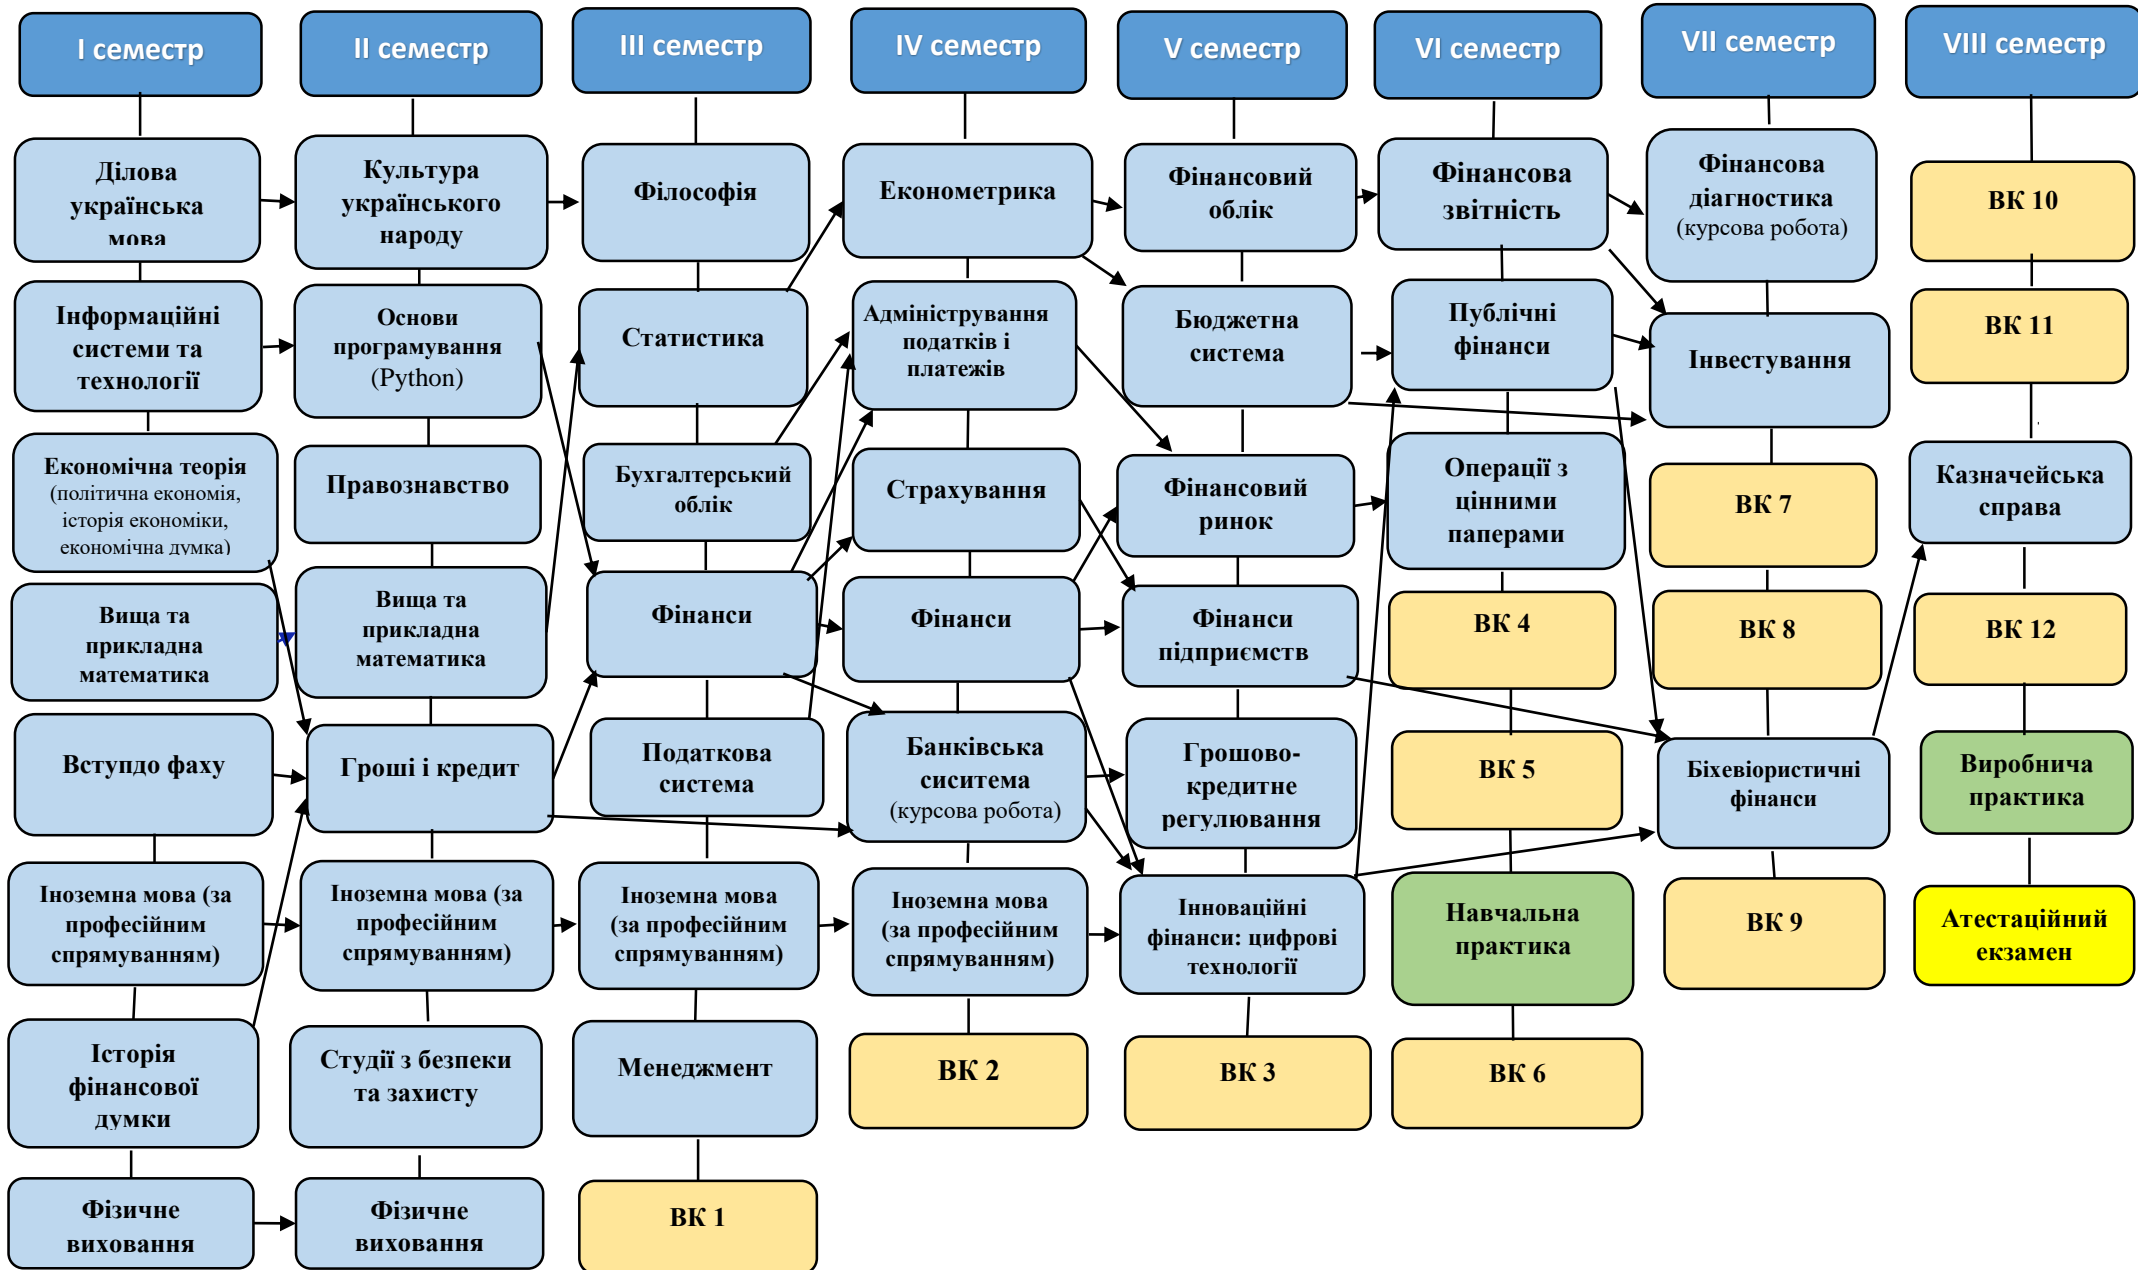 I семестр
II семестр
III семестр
IV семестр
V семестр
VI семестр
VII семестр
VIII семестр
Ділова
українська
мова
Інформаційні
системи та
технології
Економічна теорія
(політична економія,
історія економіки,
економічна думка)
Вища та
прикладна
математика
Вступдо фаху
Іноземна мова (за
професійним
спрямуванням)
Історія
фінансової
думки
Фізичне
виховання
Культура
українського
народу
Основи
програмування
(Python)
Правознавство
Вища та
прикладна
математика
Гроші і кредит
Іноземна мова (за
професійним
спрямуванням)
Студії з безпеки
та захисту
Фізичне
виховання
Філософія
Статистика
Бухгалтерський
облік
Фінанси
Податкова
система
Іноземна мова
(за професійним
спрямуванням)
Менеджмент
ВК 1
Економетрика
Адміністрування
податків і
платежів
Страхування
Фінанси
Банківська
сиситема
(курсова робота)
Іноземна мова
(за професійним
спрямуванням)
ВК 2
Фінансовий
облік
Бюджетна
система
Фінансовий
ринок
Фінанси
підприємств
Грошово-
кредитне
регулювання
Інноваційні
фінанси: цифрові
технології
ВК 3
Фінансова
звітність
Публічні
фінанси
Операції з
цінними
паперами
ВК 4
ВК 5
Навчальна
практика
ВК 6
Фінансова
діагностика
(курсова робота)
Інвестування
ВК 7
ВК 8
Біхевіористичні
фінанси
ВК 9
ВК 10
ВК 11
Казначейська
справа
ВК 12
Виробнича
практика
Атестаційний
екзамен